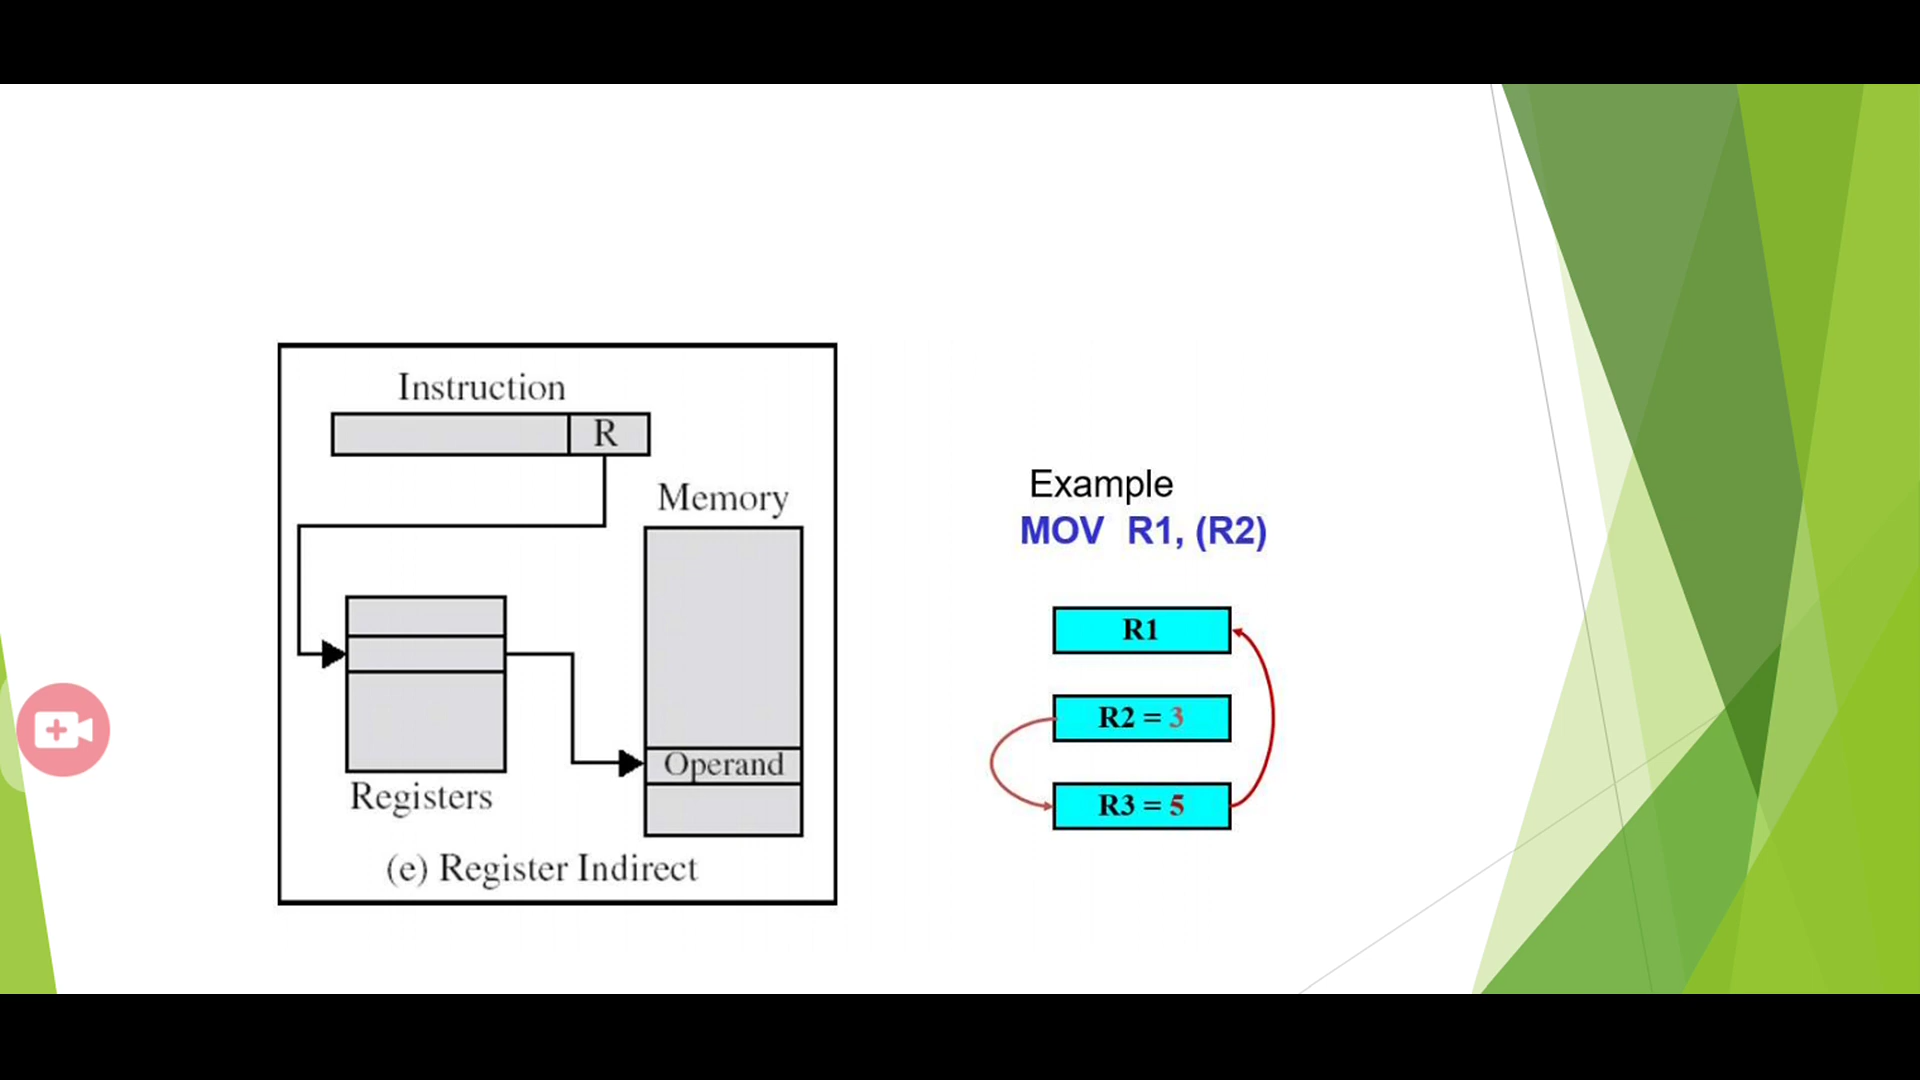 Instruction
R
Memory
Operand
Registers
(e) Register Indirect
Example
MOV R1, (R2)
R1
R2 = 3
R3 = 5